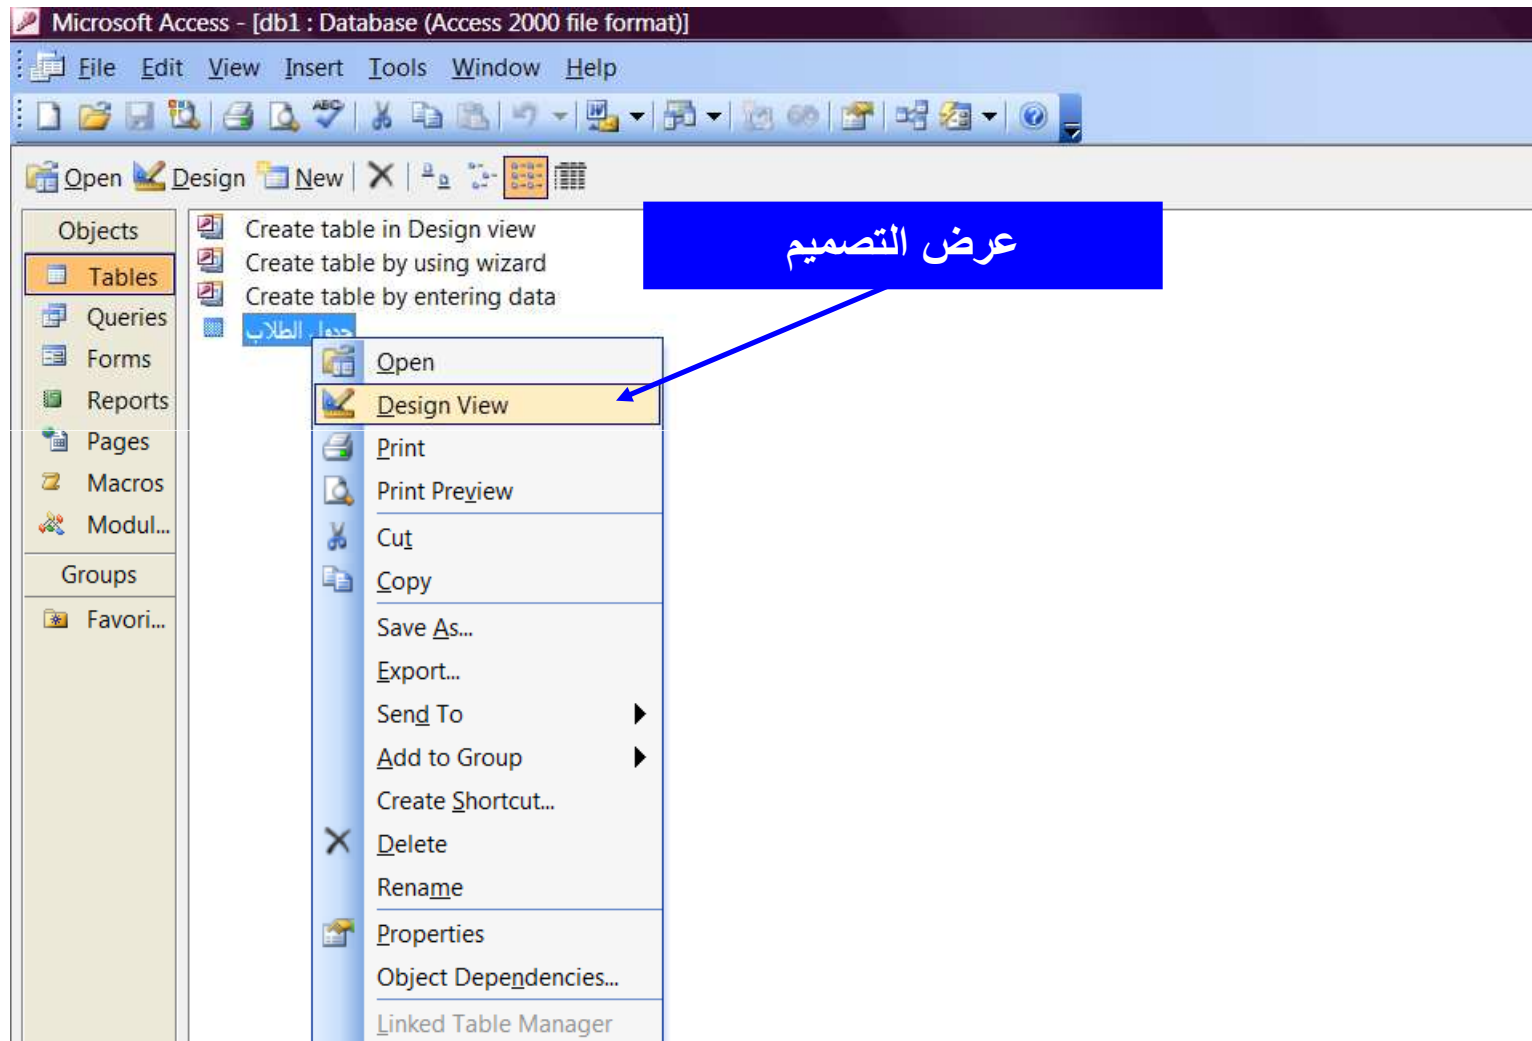 Microsoft Access - [db1 : Database (Access 2000 file format)]
File Edit View Insert Tools Window Help
Open Design New
Objects
Tables
Queries
Forms
Reports
Pages
Macros
Modul...
Groups
Favori...
Create table in Design view
Create table by using wizard
Create table by entering data
جدول الطلاب
عرض التصميم
Open
Design View
Print
Print Preview
Cut
Copy
Save As...
Export...
Send To
Add to Group
Create Shortcut...
Delete
Rename
Properties
Object Dependencies...
Linked Table Manager